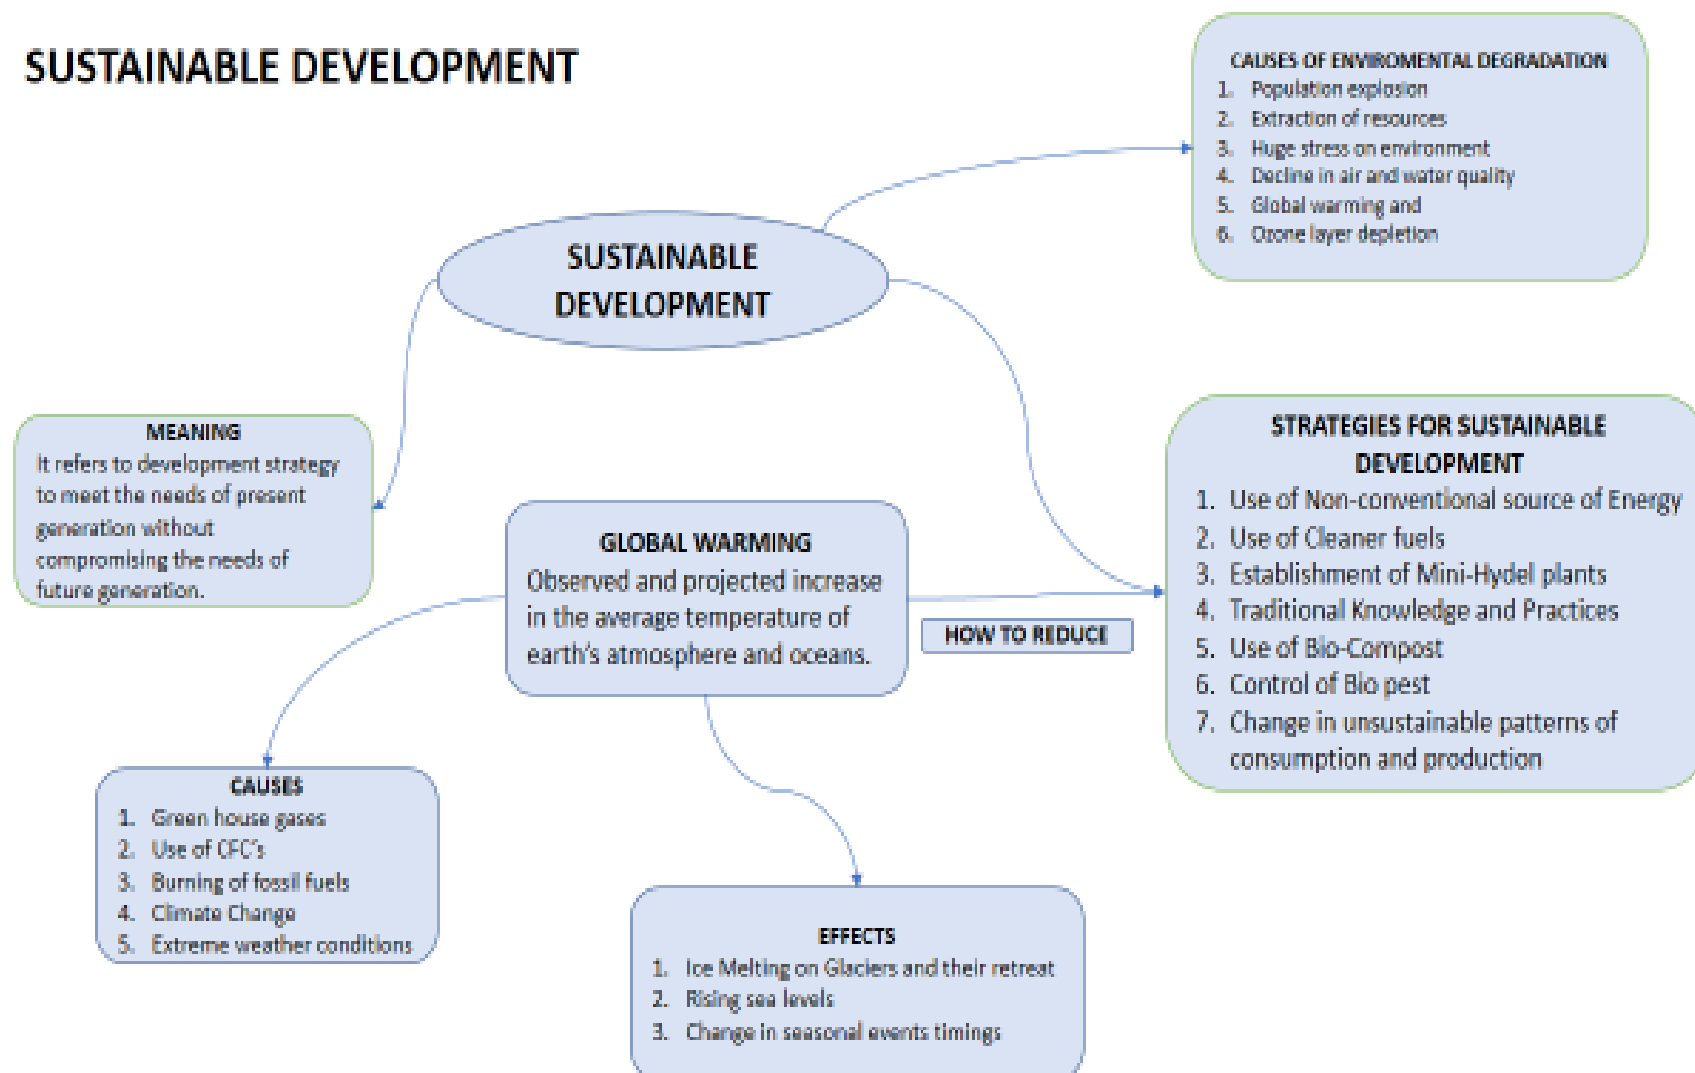 SUSTAINABLE DEVELOPMENT
CAUSES OF ENVIROMENTAL DEGRADATION
1. Population explosion
2. Extraction of resources
3. Huge stress on environment
4. Decline in air and water quality
5. Global warming and
6. Ozone layer depletion
SUSTAINABLE
DEVELOPMENT
MEANING
It refers to development strategy
to meet the needs of present
generation without
compromising the needs of
future generation.
GLOBAL WARMING
Observed and projected increase
in the average temperature of
earth's atmosphere and oceans.
HOW TO REDUCE
STRATEGIES FOR SUSTAINABLE
DEVELOPMENT
1. Use of Non-conventional source of Energy
2. Use of Cleaner fuels
3. Establishment of Mini-Hydel plants
4. Traditional Knowledge and Practices
5. Use of Bio-Compost
6. Control of Bio pest
7. Change in unsustainable patterns of
consumption and production
CAUSES
1. Green house gases
2. Use of CFC's
3. Burning of fossil fuels
4. Climate Change
5. Extreme weather conditions
EFFECTS
1. Ice Melting on Glaciers and their retreat
2. Rising sea levels
3. Change in seasonal events timings